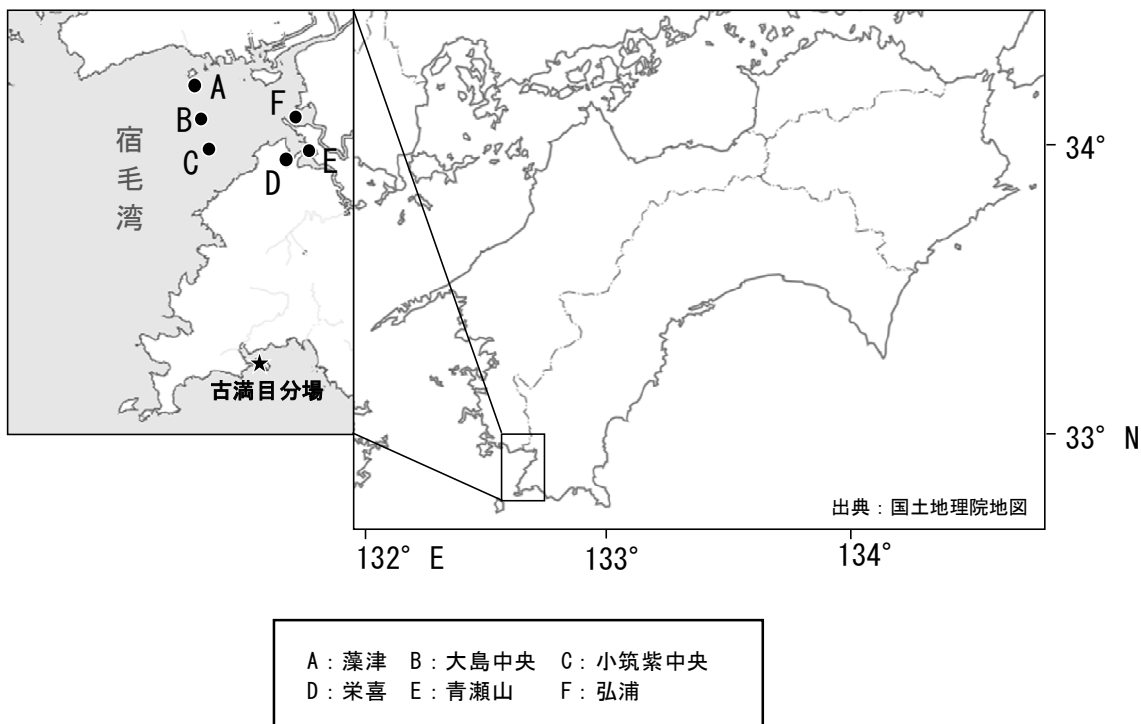 A
B
C
D
E
F
宿毛湾
★
古満目分場
34°
33° N
出典：国土地理院地図
132° E
133°
134°
A：藻津 B：大島中央 C：小筑紫中央
D：栄喜 E：青瀬山 F：弘浦